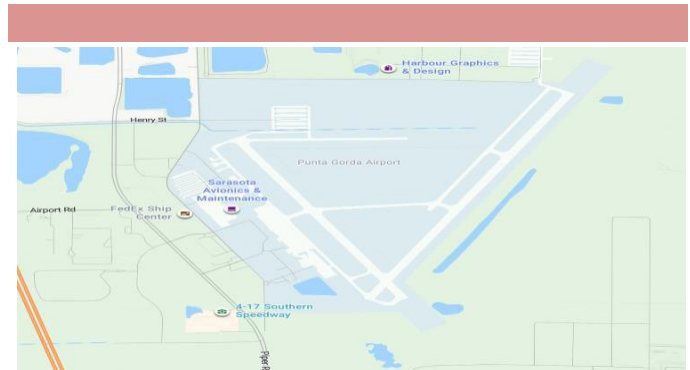 Harbour Graphics
& Design
Henry St
Punta Gorda Airport
Sarasota
Avionics &
Maintenance
Airport Rd
FedEx Ship
Center
4-17 Southern
Speedway
Piper R